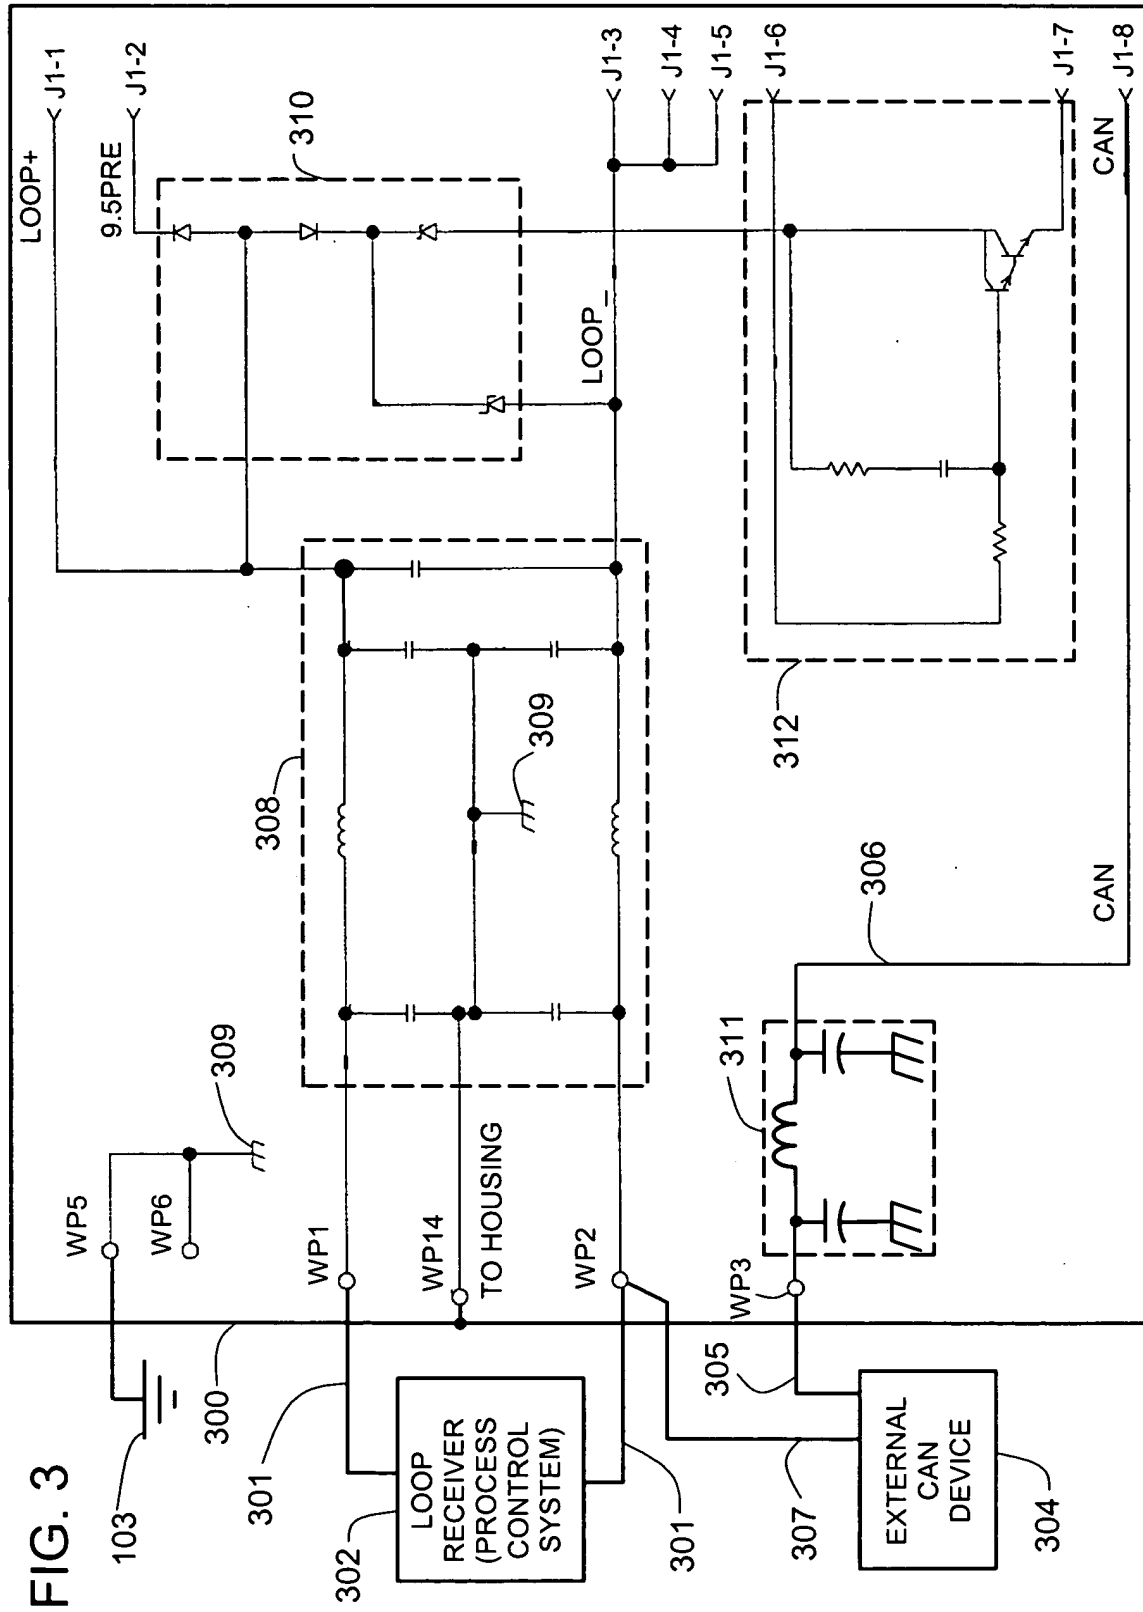 FIG. 3
103
300
301
302
LOOP
RECEIVER
(PROCESS
CONTROL
SYSTEM)
301
307
305
EXTERNAL
CAN
DEVICE
304
WP5
WP6
309
WP1
WP14
TO HOUSING
WP2
WP3
311
306
CAN
308
309
312
310
LOOP+
9.5PRE
LOOP_
CAN
J1-1
J1-2
J1-3
J1-4
J1-5
J1-6
J1-7
J1-8